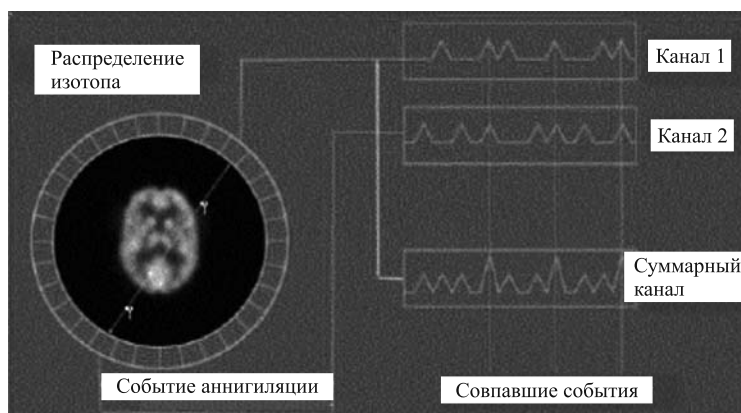 Распределение
изотопа
Канал 1
Канал 2
Суммарный
канал
Событие аннигиляции
Совпавшие события